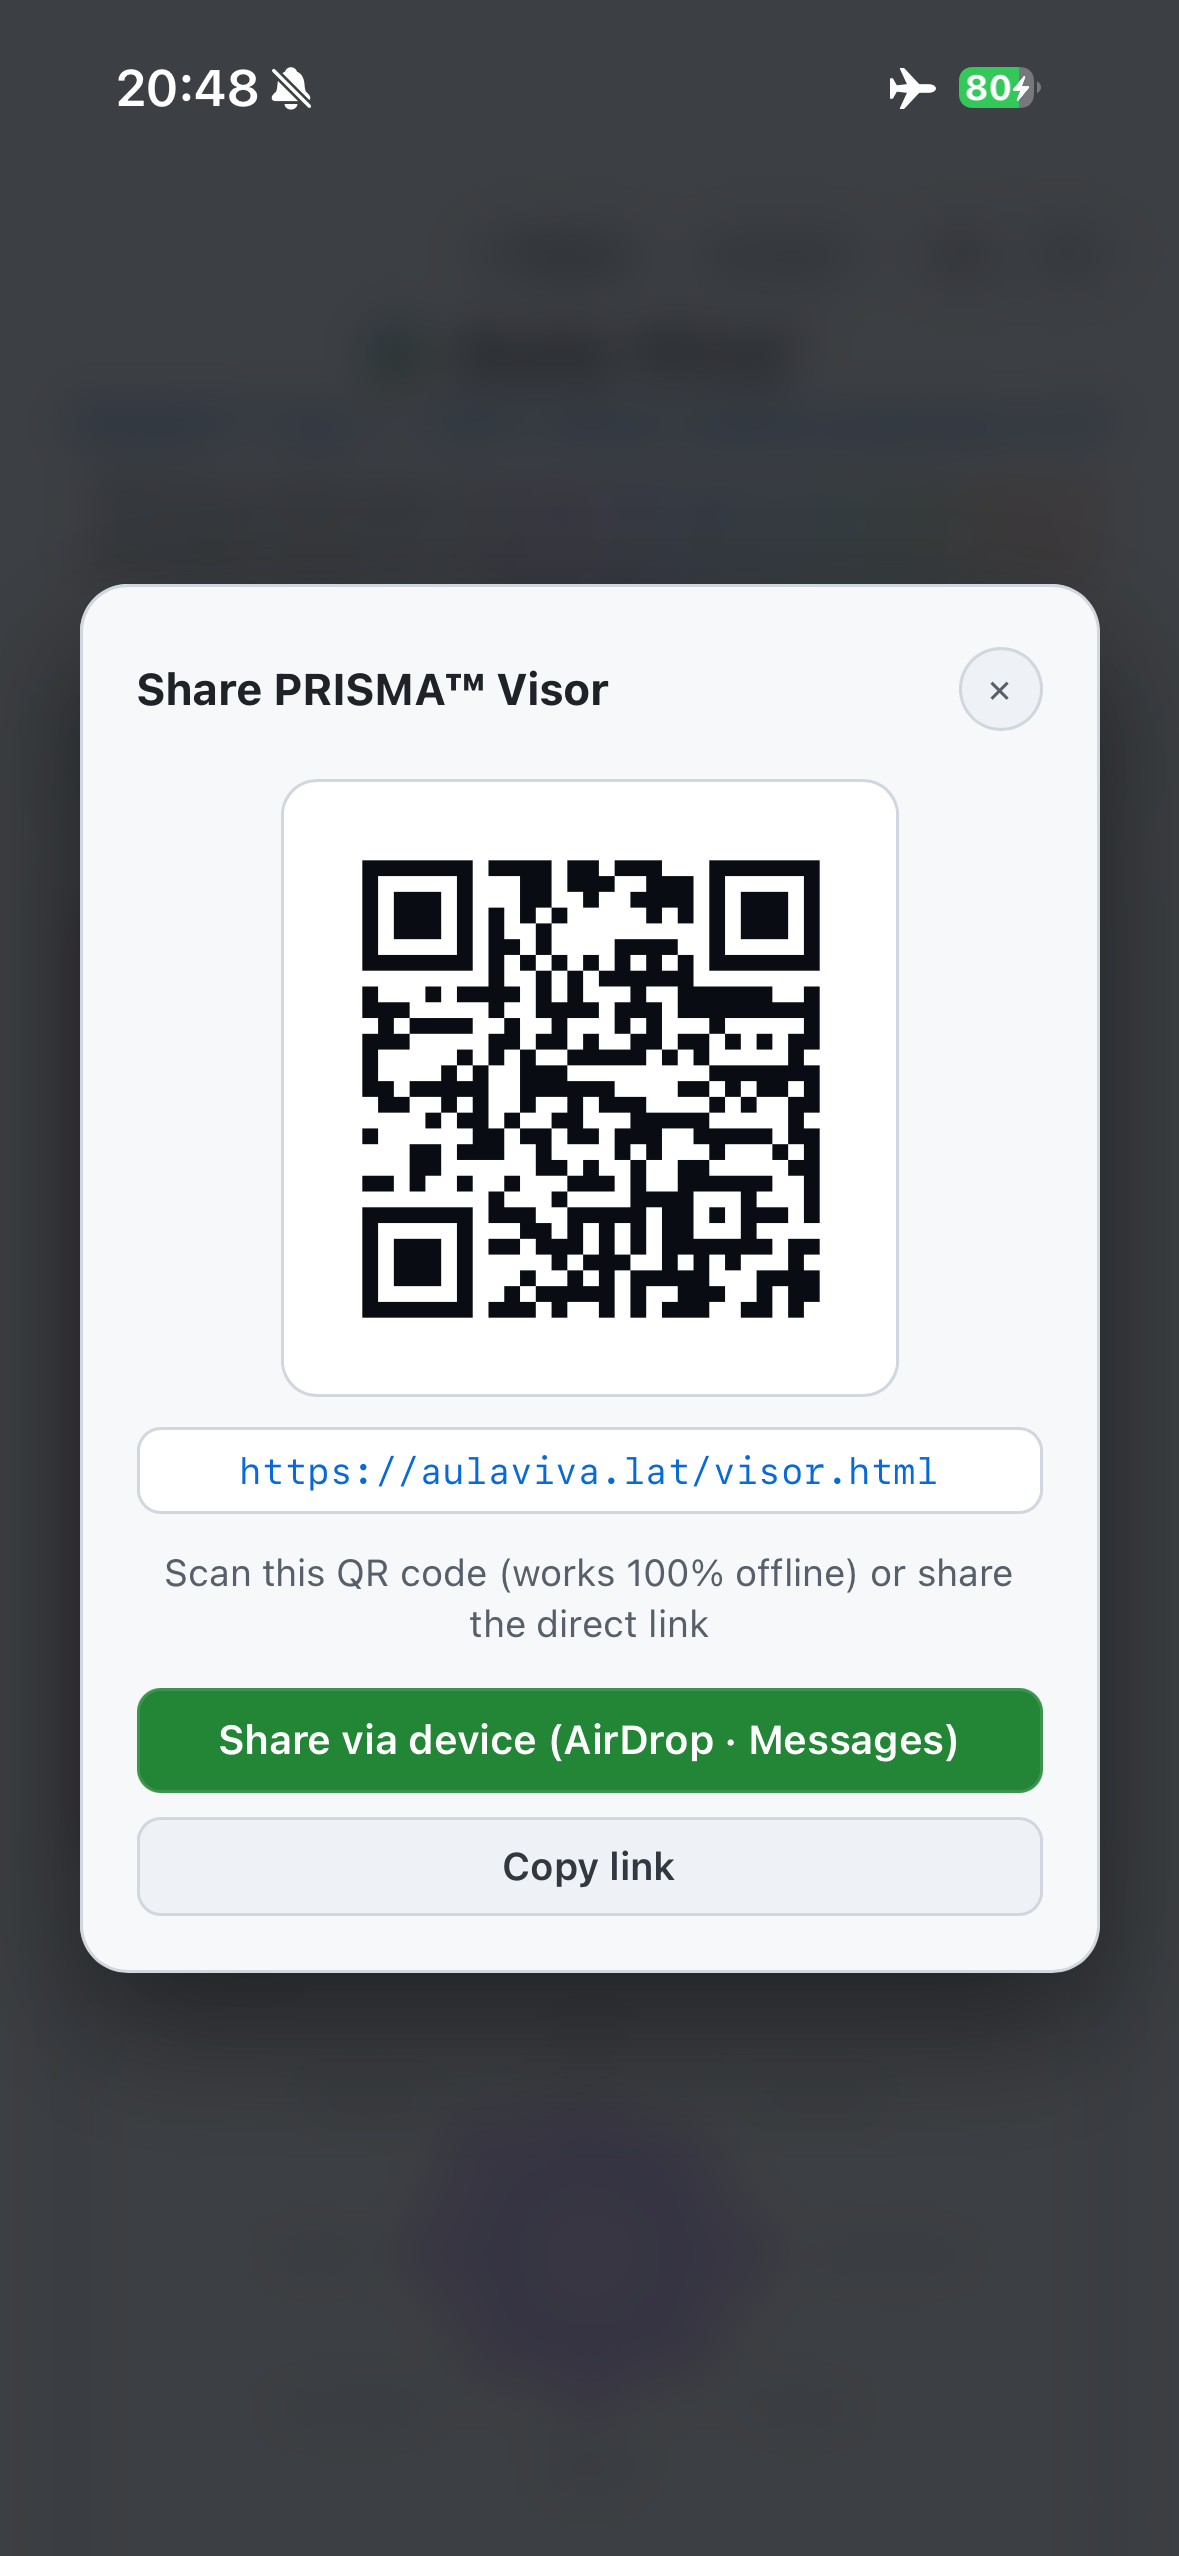 20:48
80
Share PRISMA™ Visor
×
https://aulaviva.lat/visor.html
Scan this QR code (works 100% offline) or share
the direct link
Share via device (AirDrop · Messages)
Copy link